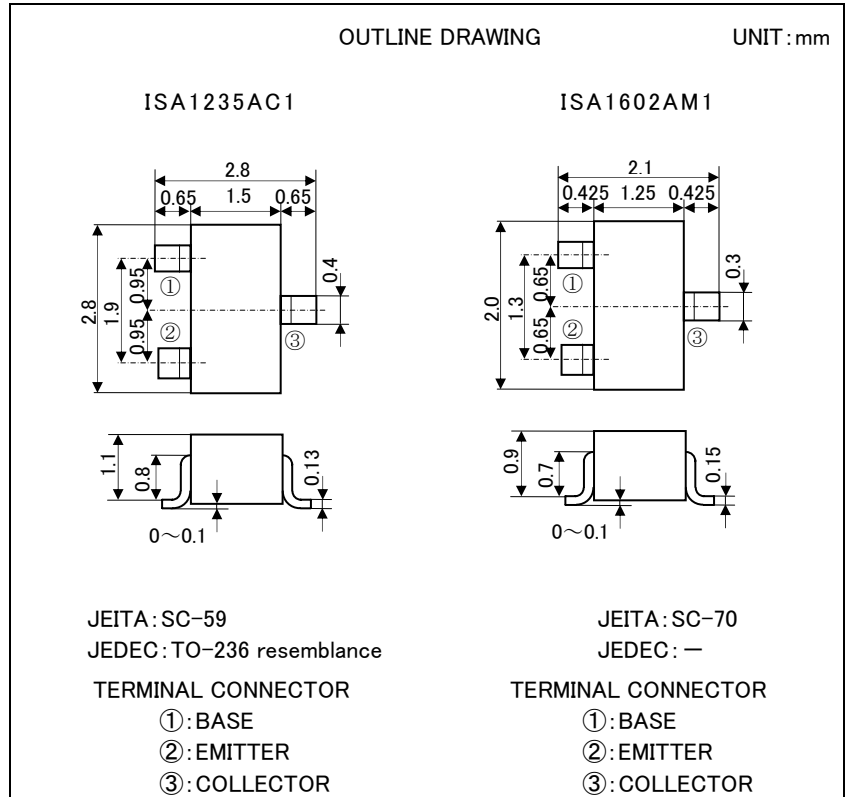 OUTLINE DRAWING UNIT:mm
ISA1235AC1
2.8
0.65 1.5 0.65
2.8
1.9
0.95
0.95
0.4
①
②
③
1.1
0.8
0.13
0~0.1
JEITA:SC-59
JEDEC:TO-236 resemblance
TERMINAL CONNECTOR
①:BASE
②:EMITTER
③:COLLECTOR
ISA1602AM1
2.1
0.425 1.25 0.425
2.0
1.3
0.65
0.65
0.3
①
②
③
0.9
0.7
0.15
0~0.1
JEITA:SC-70
JEDEC:-
TERMINAL CONNECTOR
①:BASE
②:EMITTER
③:COLLECTOR